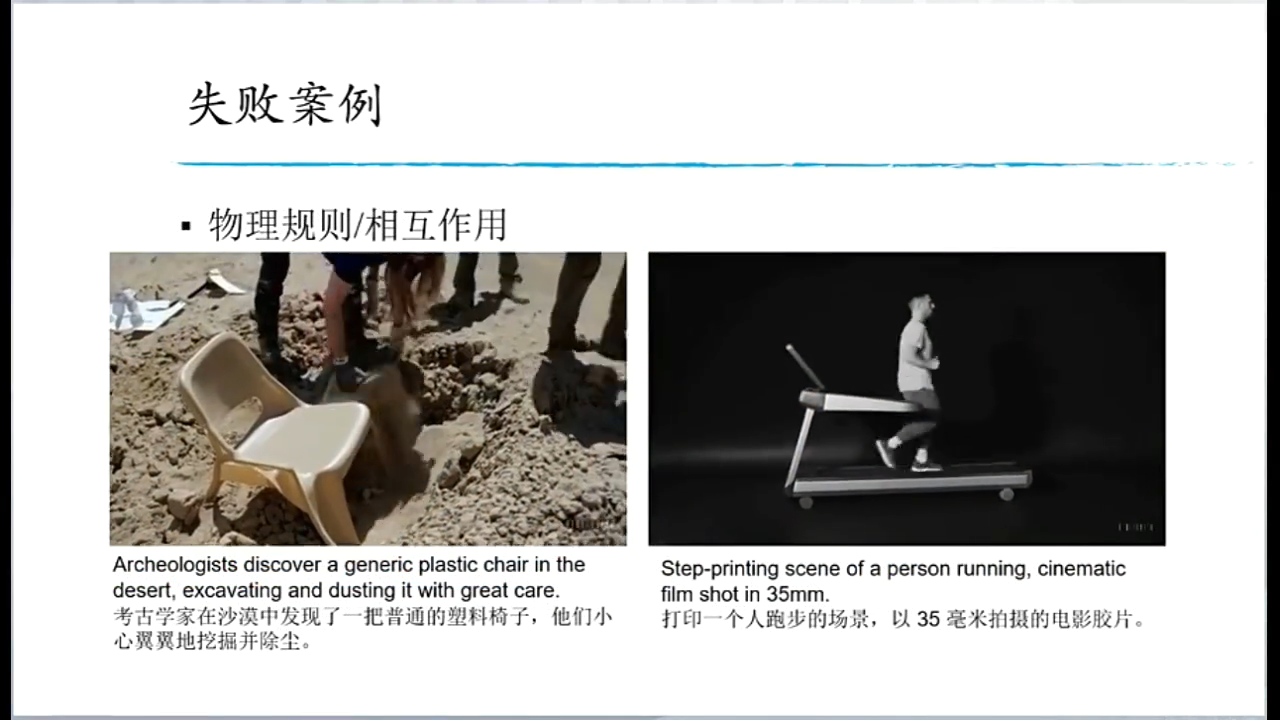 失败案例
▪ 物理规则/相互作用
Archeologists discover a generic plastic chair in the
desert, excavating and dusting it with great care.
考古学家在沙漠中发现了一把普通的塑料椅子，他们小
心翼翼地挖掘并除尘。
Step-printing scene of a person running, cinematic
film shot in 35mm.
打印一个人跑步的场景，以 35 毫米拍摄的电影胶片。